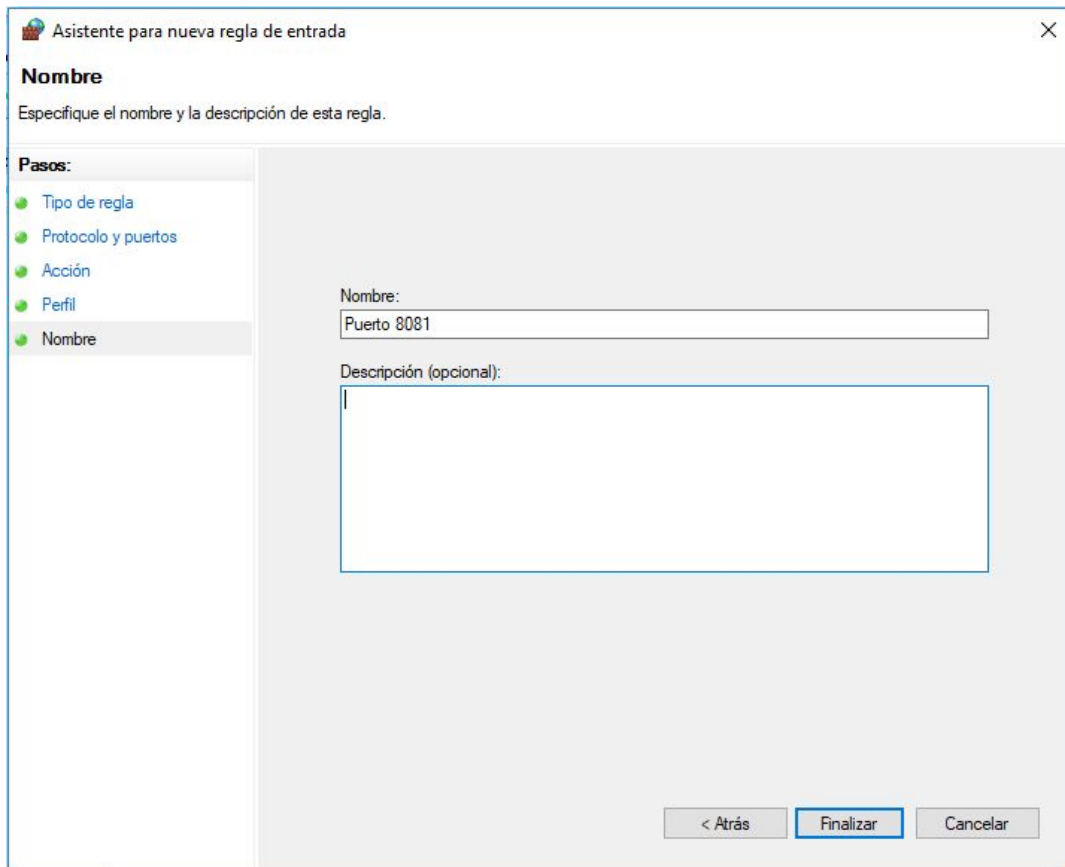 Asistente para nueva regla de entrada
Nombre
Especifique el nombre y la descripción de esta regla.
Pasos:
Tipo de regla
Protocolo y puertos
Acción
Perfil
Nombre
Nombre:
Puerto 8081
Descripción (opcional):
< Atrás
Finalizar
Cancelar